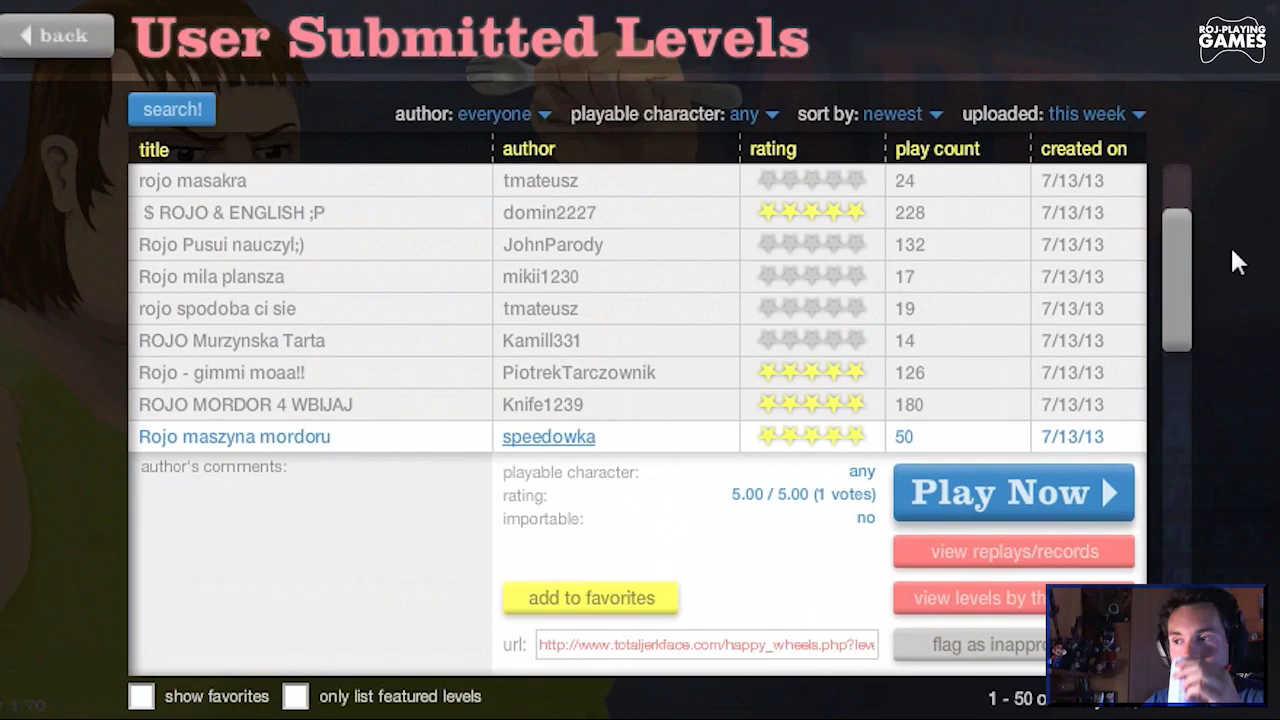 back
User Submitted Levels
ROJ-PLAYING
GAMES
search!
author: everyone playable character: any sort by: newest uploaded: this week
title author rating play count created on
rojo masakra tmateusz 24 7/13/13
$ ROJO & ENGLISH ;P domin2227 228 7/13/13
Rojo Pusui nauczyl;) JohnParody 132 7/13/13
Rojo mila plansza mikii1230 17 7/13/13
rojo spodoba ci sie tmateusz 19 7/13/13
ROJO Murzynska Tarta Kamill331 14 7/13/13
Rojo - gimmi moaa!! PiotrekTarczownik 126 7/13/13
ROJO MORDOR 4 WBIJAJ Knife1239 180 7/13/13
Rojo maszyna mordoru speedowka 50 7/13/13
author's comments:
playable character: any
rating: 5.00 / 5.00 (1 votes)
importable: no
Play Now
view replays/records
add to favorites
view levels by
url: http://www.totaljerkface.com/happy_wheels.php?lev
flag as
show favorites only list featured levels
1 - 50
1.70